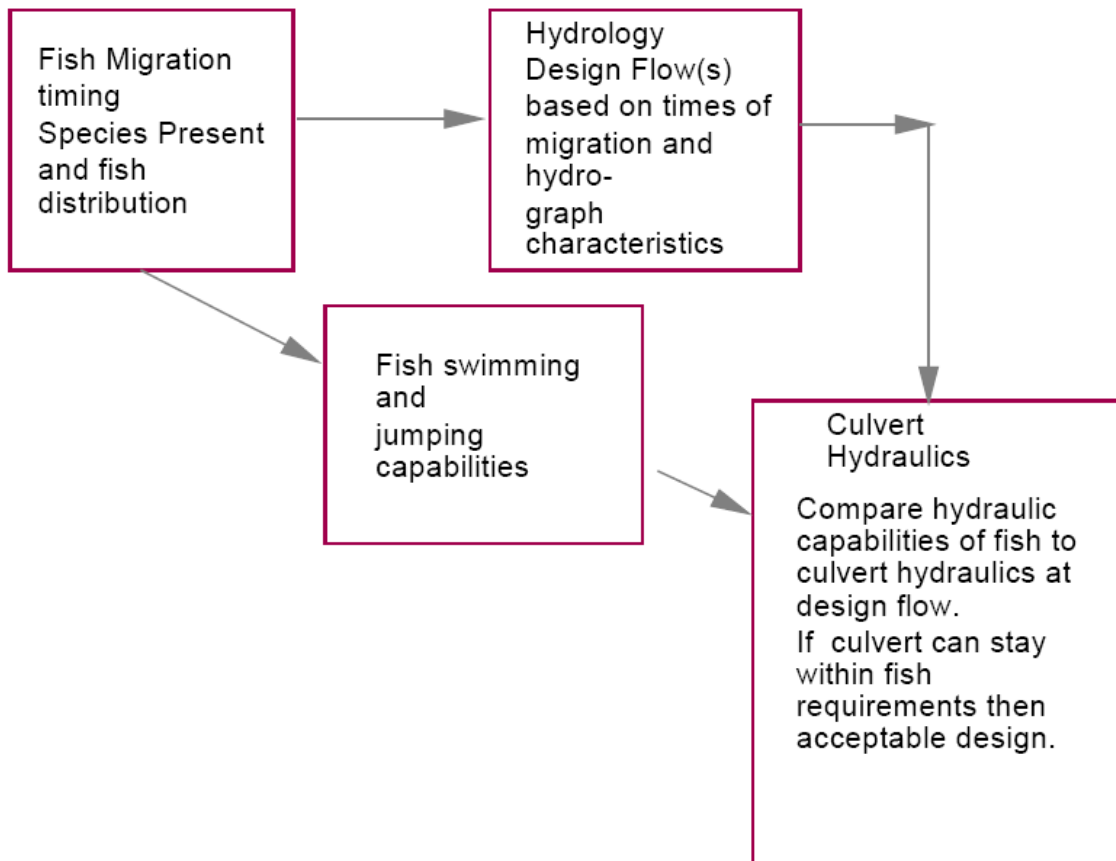 Fish Migration
timing
Species Present
and fish
distribution
Hydrology
Design Flow(s)
based on times of
migration and
hydro-
graph
characteristics
Fish swimming
and
jumping
capabilities
Culvert
Hydraulics
Compare hydraulic
capabilities of fish to
culvert hydraulics at
design flow.
If culvert can stay
within fish
requirements then
acceptable design.